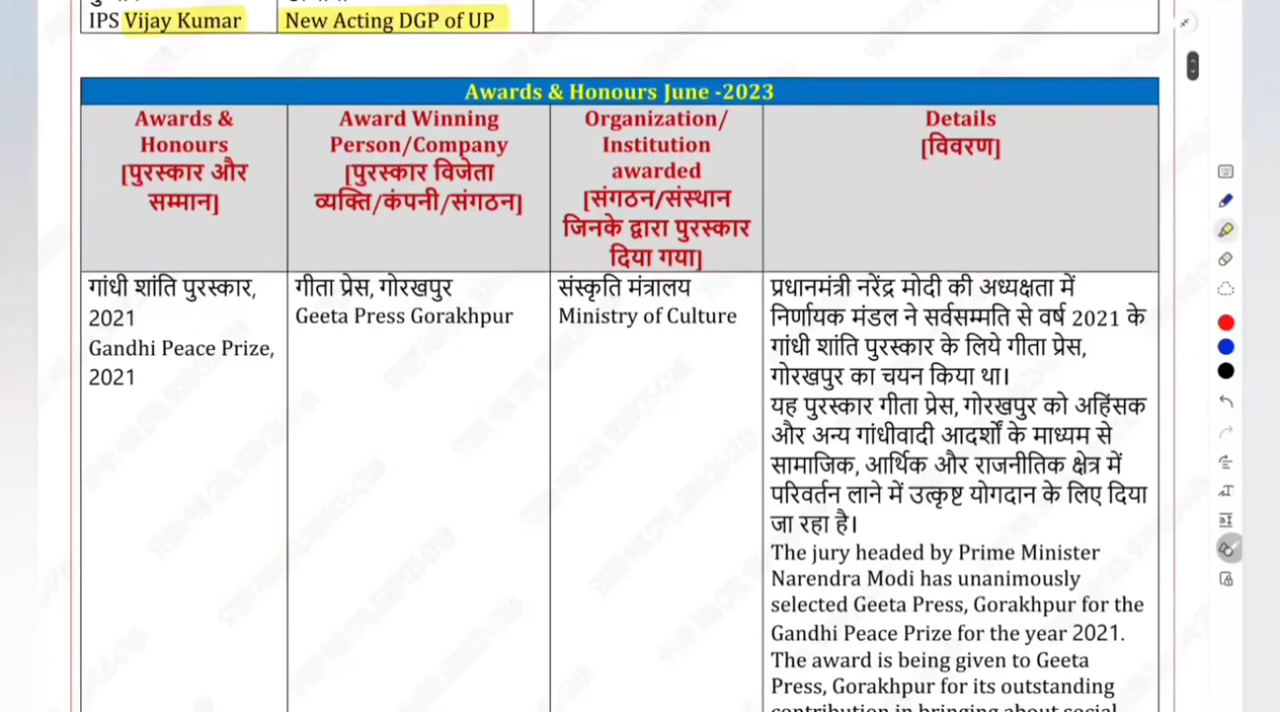 IPS Vijay Kumar
New Acting DGP of UP
Awards & Honours June -2023
Awards &
Honours
[पुरस्कार और
सम्मान]
Award Winning
Person/Company
[पुरस्कार विजेता
व्यक्ति/कंपनी/संगठन]
Organization/
Institution
awarded
[संगठन/संस्थान
जिनके द्वारा पुरस्कार
दिया गया]
Details
[विवरण]
गांधी शांति पुरस्कार,
2021
Gandhi Peace Prize,
2021
गीता प्रेस, गोरखपुर
Geeta Press Gorakhpur
संस्कृति मंत्रालय
Ministry of Culture
प्रधानमंत्री नरेंद्र मोदी की अध्यक्षता में
निर्णायक मंडल ने सर्वसम्मति से वर्ष 2021 के
गांधी शांति पुरस्कार के लिये गीता प्रेस,
गोरखपुर का चयन किया था।
यह पुरस्कार गीता प्रेस, गोरखपुर को अहिंसक
और अन्य गांधीवादी आदर्शों के माध्यम से
सामाजिक, आर्थिक और राजनीतिक क्षेत्र में
परिवर्तन लाने में उत्कृष्ट योगदान के लिए दिया
जा रहा है।
The jury headed by Prime Minister
Narendra Modi has unanimously
selected Geeta Press, Gorakhpur for the
Gandhi Peace Prize for the year 2021.
The award is being given to Geeta
Press, Gorakhpur for its outstanding
contribution in bringing about social